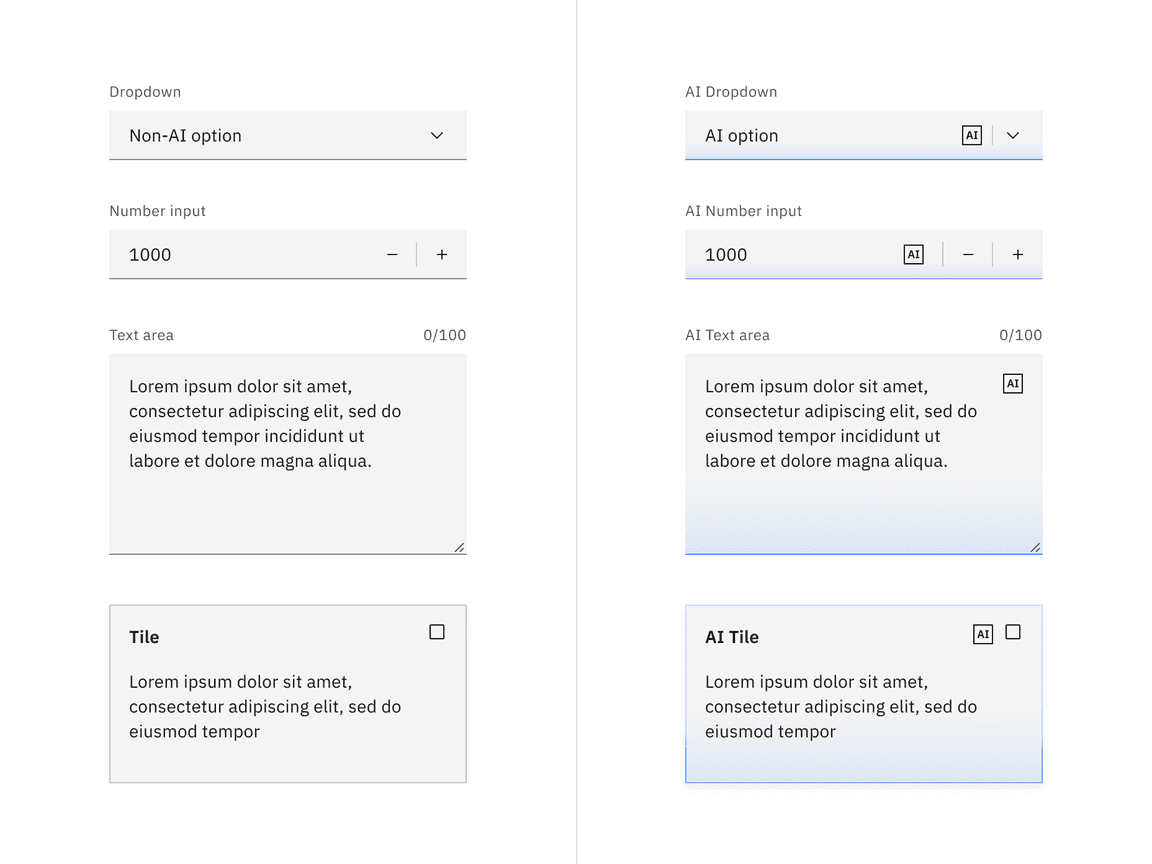 Dropdown
Non-AI option
Number input
1000
Text area 0/100
Lorem ipsum dolor sit amet,
consectetur adipiscing elit, sed do
eiusmod tempor incididunt ut
labore et dolore magna aliqua.
Tile
Lorem ipsum dolor sit amet,
consectetur adipiscing elit, sed do
eiusmod tempor
AI Dropdown
AI option AI
AI Number input
1000 AI
AI Text area 0/100
Lorem ipsum dolor sit amet, AI
consectetur adipiscing elit, sed do
eiusmod tempor incididunt ut
labore et dolore magna aliqua.
AI Tile AI
Lorem ipsum dolor sit amet,
consectetur adipiscing elit, sed do
eiusmod tempor